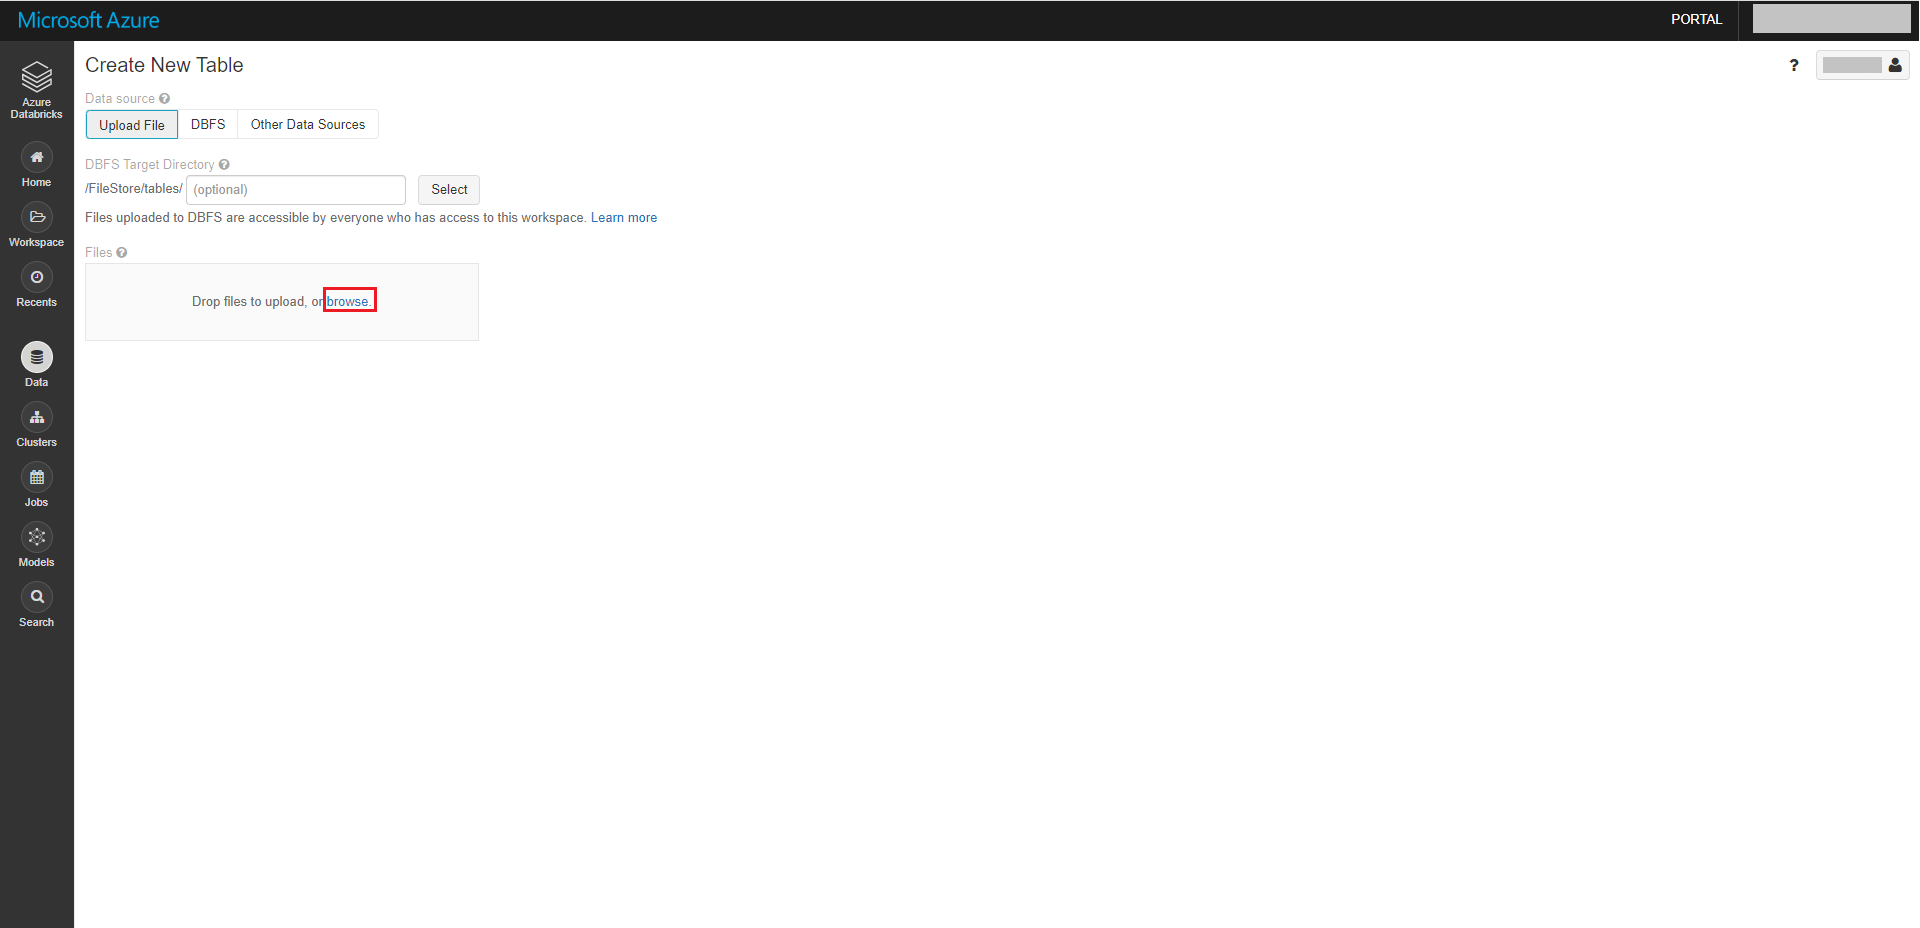 Microsoft Azure
PORTAL
Azure
Databricks
Home
Workspace
Recents
Data
Clusters
Jobs
Models
Search
Create New Table
?
Data source ?
Upload File
DBFS
Other Data Sources
DBFS Target Directory ?
/FileStore/tables/ (optional) Select
Files uploaded to DBFS are accessible by everyone who has access to this workspace. Learn more
Files ?
Drop files to upload, or browse.